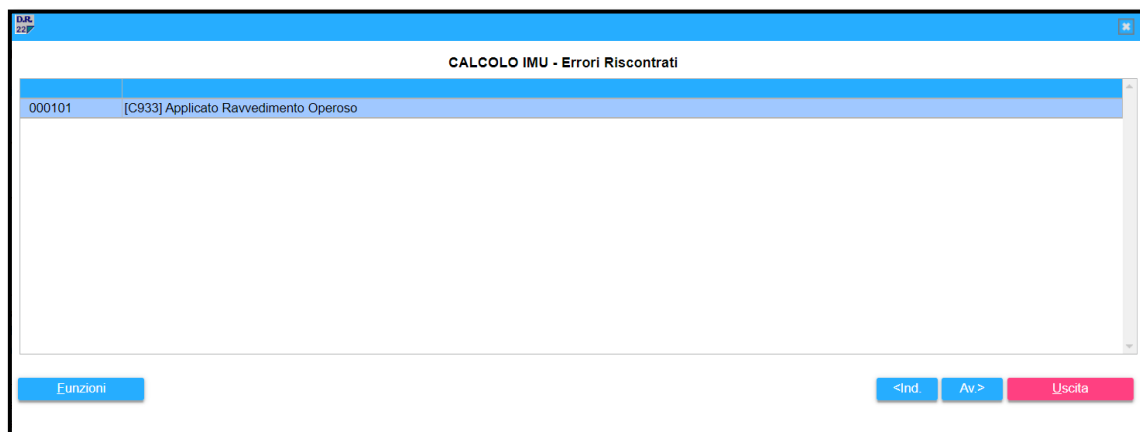 D.R.
22
CALCOLO IMU - Errori Riscontrati
000101 [C933] Applicato Ravvedimento Operoso
Funzioni <Ind. Av.> Uscita